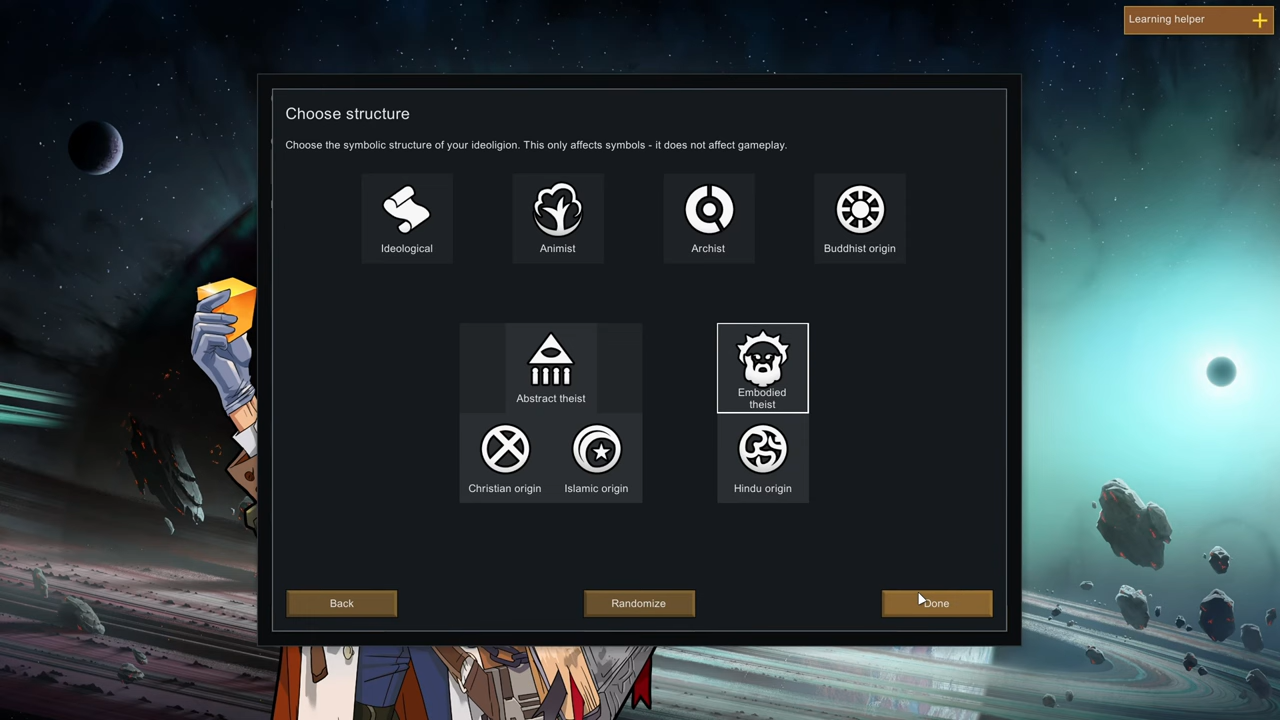 Learning helper
Choose structure
Choose the symbolic structure of your ideoligion. This only affects symbols - it does not affect gameplay.
Ideological
Animist
Archist
Buddhist origin
Abstract theist
Embodied
theist
Christian origin
Islamic origin
Hindu origin
Back
Randomize
Done